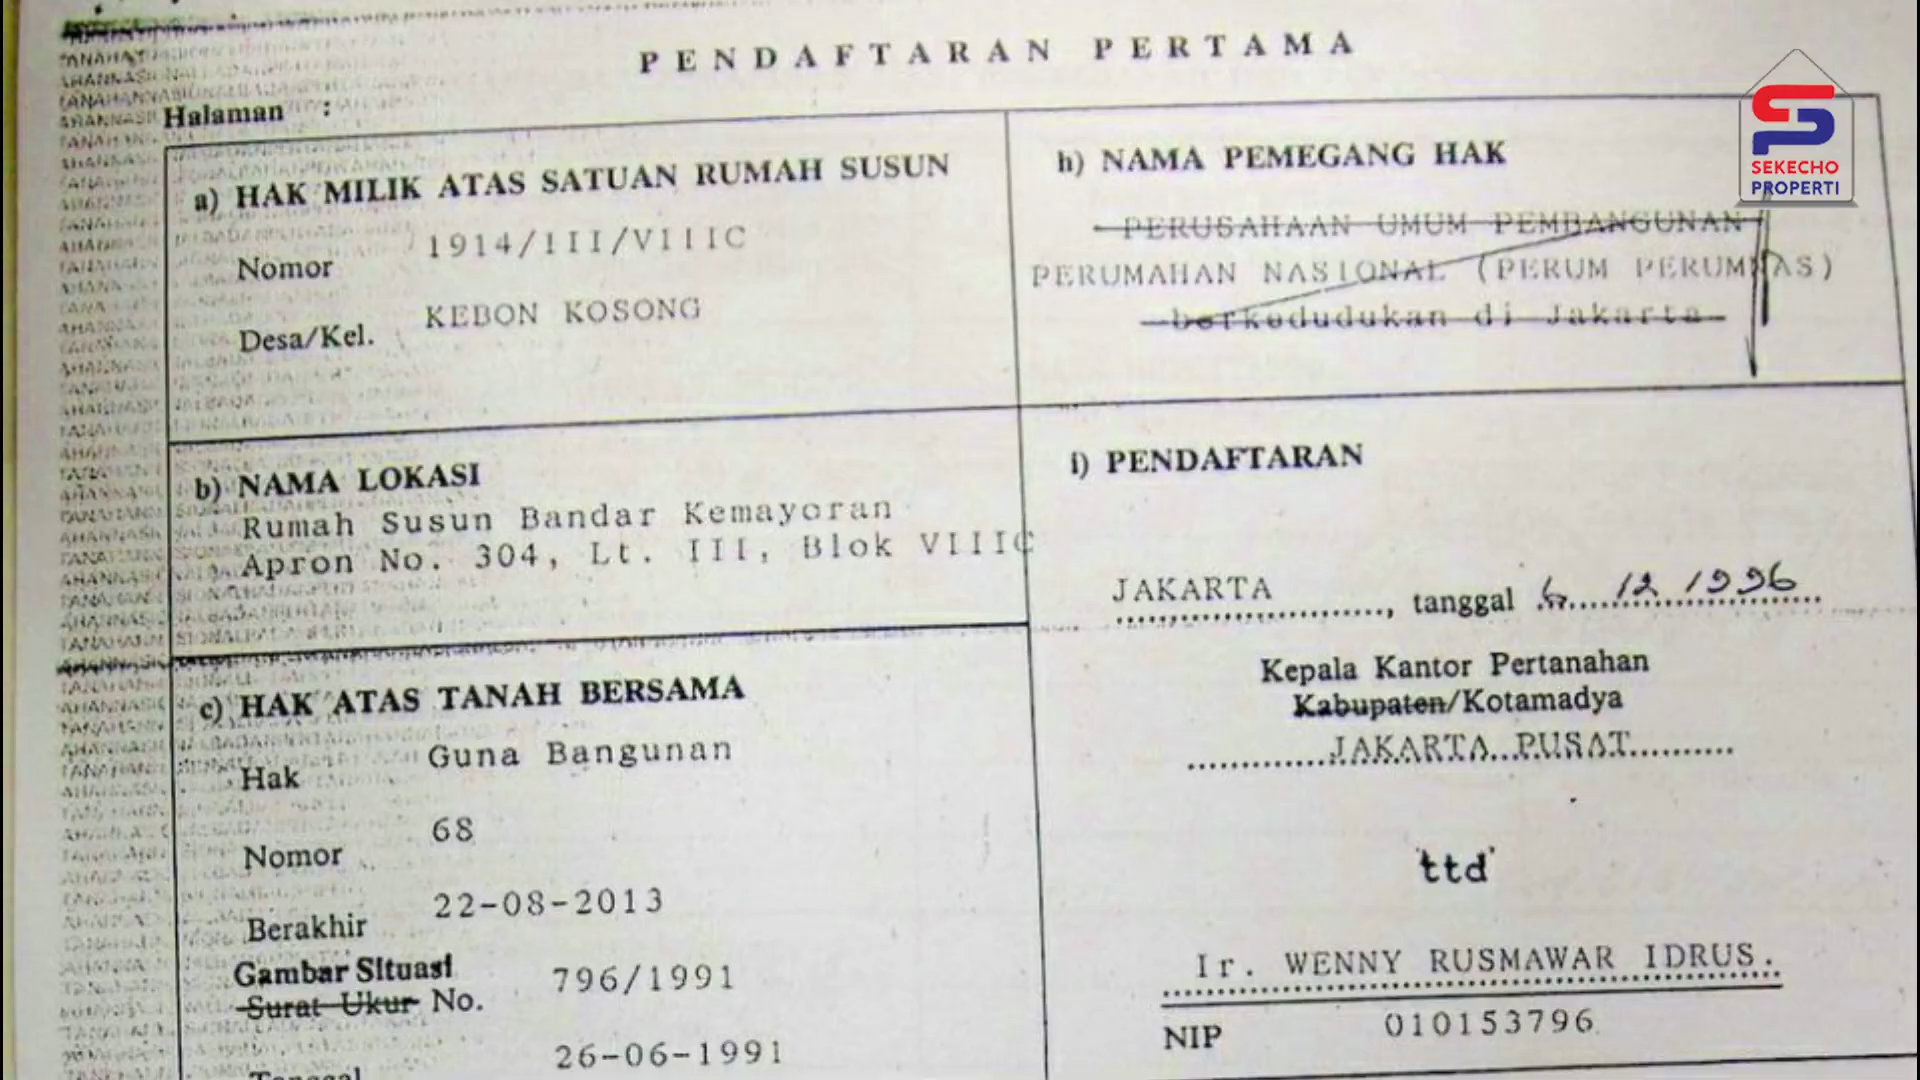 PENDAFTARAN PERTAMA
Halaman :
a) HAK MILIK ATAS SATUAN RUMAH SUSUN
Nomor 1914/III/VIIIC
Desa/Kel. KEBON KOSONG
b) NAMA LOKASI
Rumah Susun Bandar Kemayoran
Apron No. 304, Lt. III, Blok VIIIC
c) HAK ATAS TANAH BERSAMA
Hak Guna Bangunan
Nomor 68
Berakhir 22-08-2013
Gambar Situasi
Surat Ukur No. 796/1991
Tanggal 26-06-1991
h) NAMA PEMEGANG HAK
PERUSAHAAN UMUM PEMBANGUNAN
PERUMAHAN NASIONAL (PERUM PERUMNAS)
berkedudukan di Jakarta
i) PENDAFTARAN
JAKARTA, tanggal 6 12 1996
Kepala Kantor Pertanahan
Kabupaten/Kotamadya
JAKARTA PUSAT
ttd
Ir. WENNY RUSMAWAR IDRUS.
NIP 010153796
SEKECHO
PROPERTI